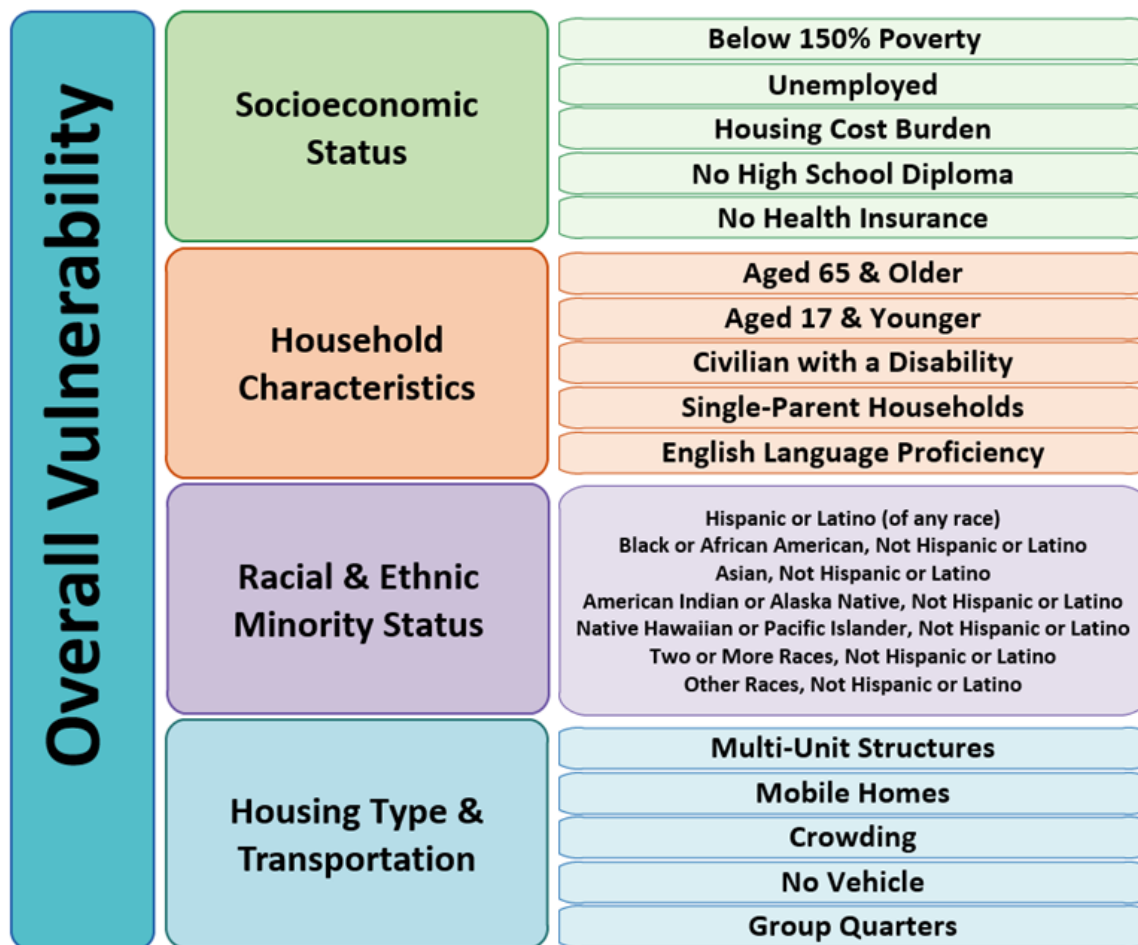 Overall Vulnerability
Socioeconomic
Status
Below 150% Poverty
Unemployed
Housing Cost Burden
No High School Diploma
No Health Insurance
Household
Characteristics
Aged 65 & Older
Aged 17 & Younger
Civilian with a Disability
Single-Parent Households
English Language Proficiency
Racial & Ethnic
Minority Status
Hispanic or Latino (of any race)
Black or African American, Not Hispanic or Latino
Asian, Not Hispanic or Latino
American Indian or Alaska Native, Not Hispanic or Latino
Native Hawaiian or Pacific Islander, Not Hispanic or Latino
Two or More Races, Not Hispanic or Latino
Other Races, Not Hispanic or Latino
Housing Type &
Transportation
Multi-Unit Structures
Mobile Homes
Crowding
No Vehicle
Group Quarters